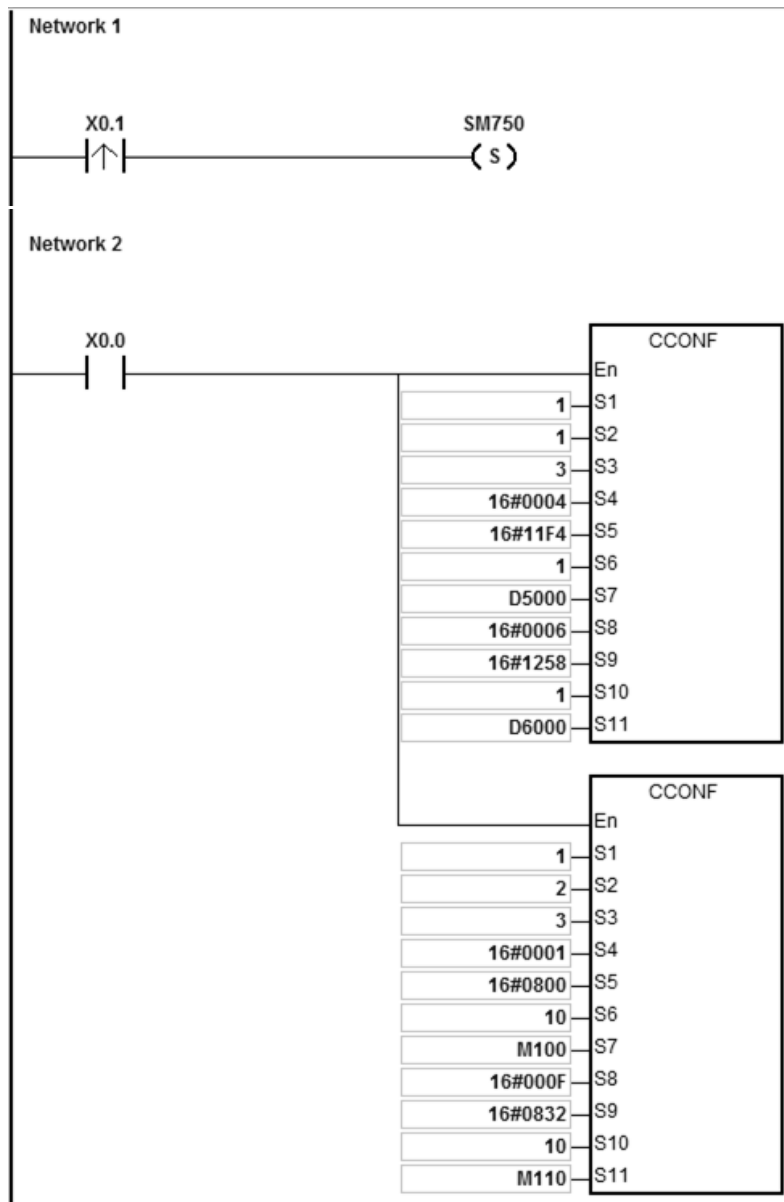 Network 1
X0.1 SM750
S
Network 2
X0.0
CCONF
En
1 S1
1 S2
3 S3
16#0004 S4
16#11F4 S5
1 S6
D5000 S7
16#0006 S8
16#1258 S9
1 S10
D6000 S11
CCONF
En
1 S1
2 S2
3 S3
16#0001 S4
16#0800 S5
10 S6
M100 S7
16#000F S8
16#0832 S9
10 S10
M110 S11